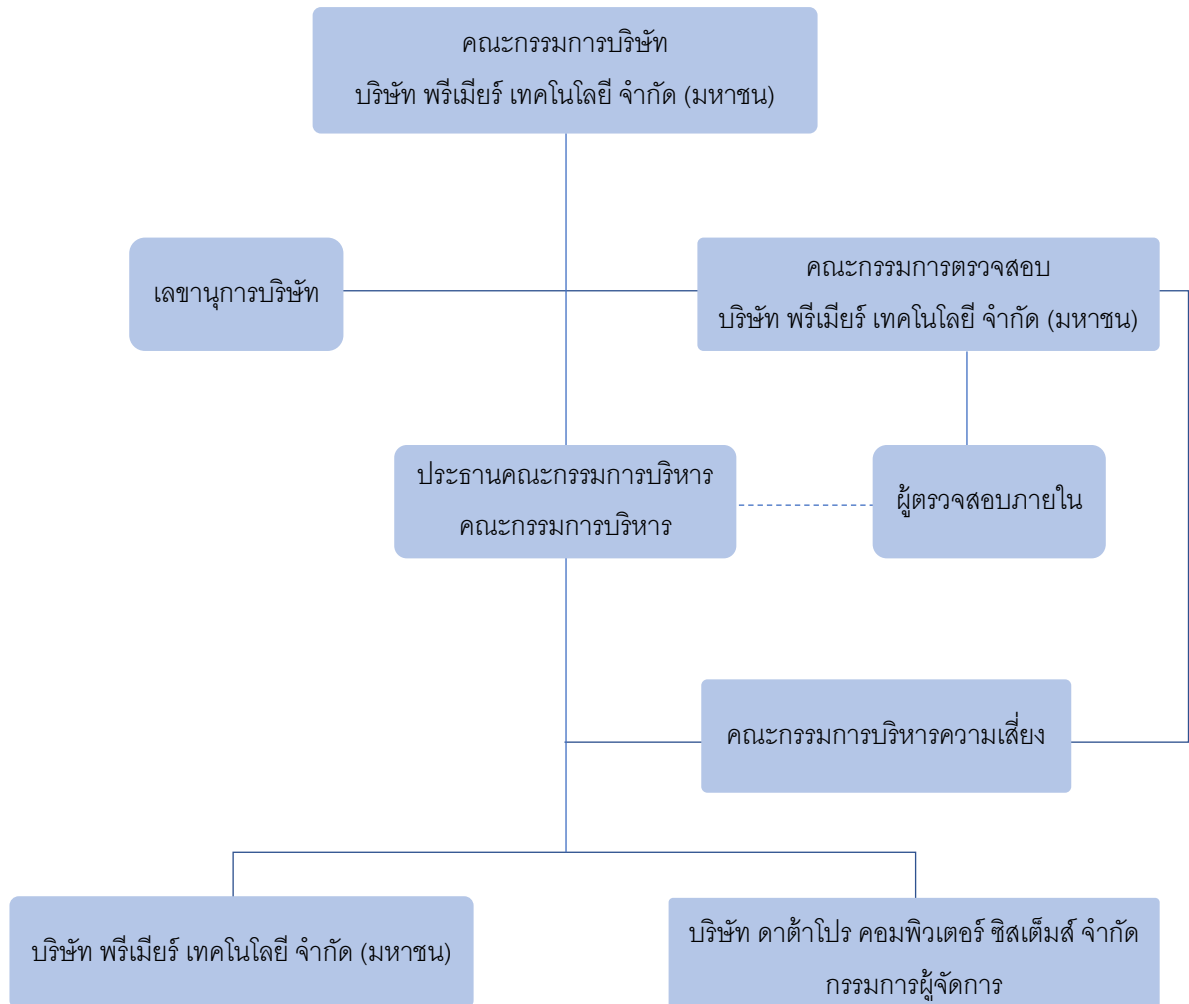 คณะกรรมการบริษัท
บริษัท พรีเมียร์ เทคโนโลยี จำกัด (มหาชน)
เลขานุการบริษัท
คณะกรรมการตรวจสอบ
บริษัท พรีเมียร์ เทคโนโลยี จำกัด (มหาชน)
ประธานคณะกรรมการบริหาร
คณะกรรมการบริหาร
ผู้ตรวจสอบภายใน
คณะกรรมการบริหารความเสี่ยง
บริษัท พรีเมียร์ เทคโนโลยี จำกัด (มหาชน)
บริษัท ดาต้าโปร คอมพิวเตอร์ ซิสเต็มส์ จำกัด
กรรมการผู้จัดการ